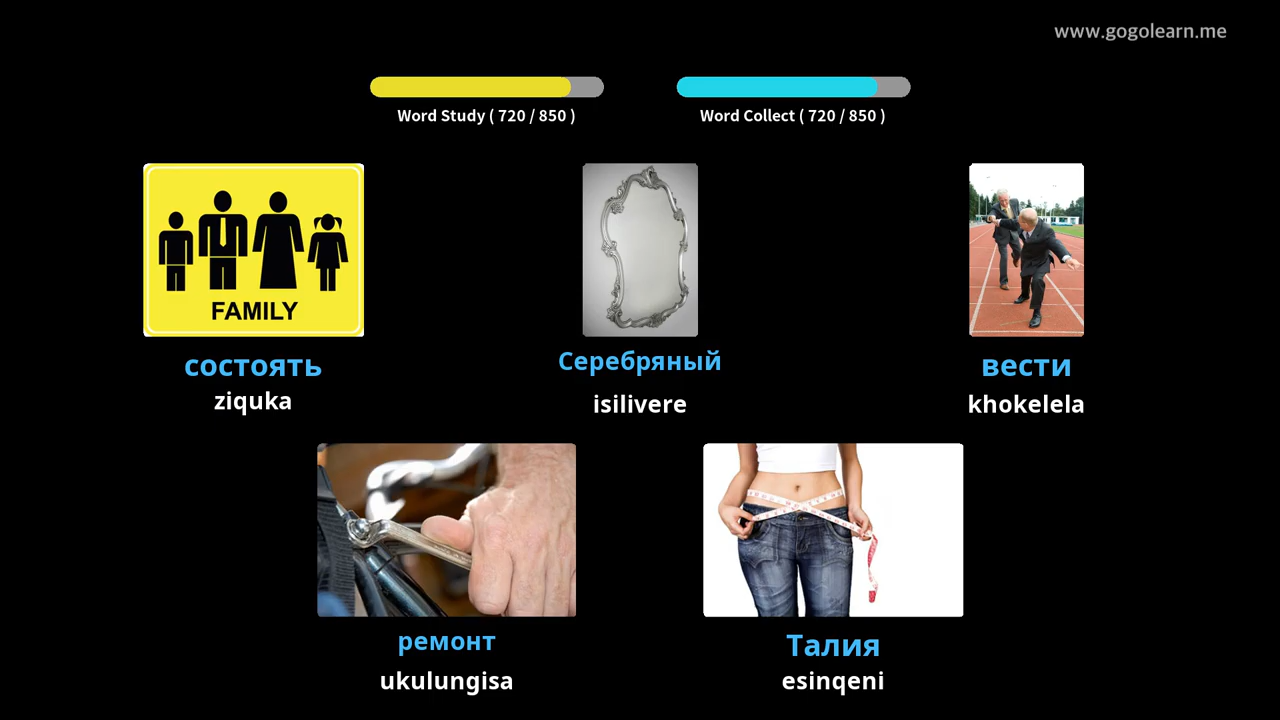 www.gogolearn.me
Word Study ( 720 / 850 )
Word Collect ( 720 / 850 )
FAMILY
состоять
ziquka
Серебряный
isilivere
вести
khokelela
ремонт
ukulungisa
Талия
esinqeni